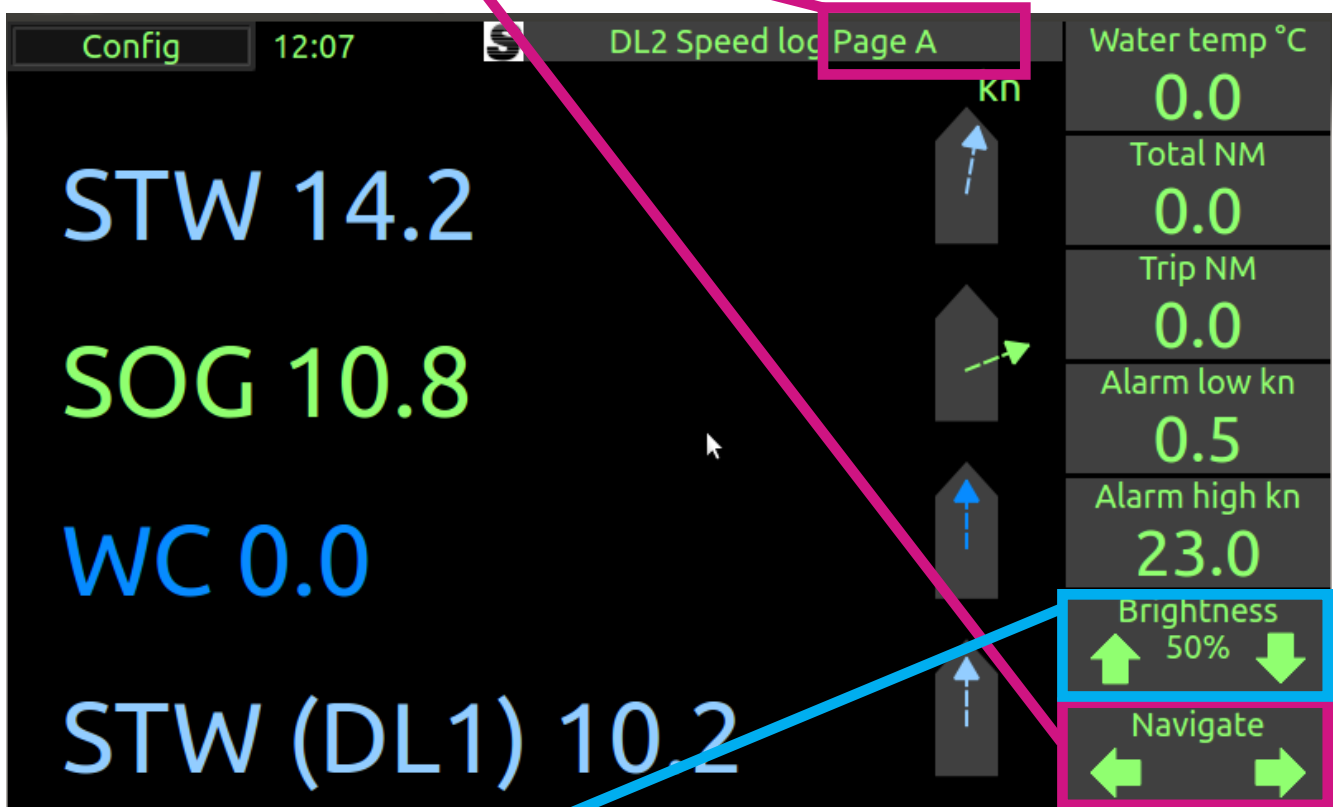 Config 12:07 S DL2 Speed log Page A
kn
STW 14.2
SOG 10.8
WC 0.0
STW (DL1) 10.2
Water temp °C
0.0
Total NM
0.0
Trip NM
0.0
Alarm low kn
0.5
Alarm high kn
23.0
Brightness
50%
Navigate